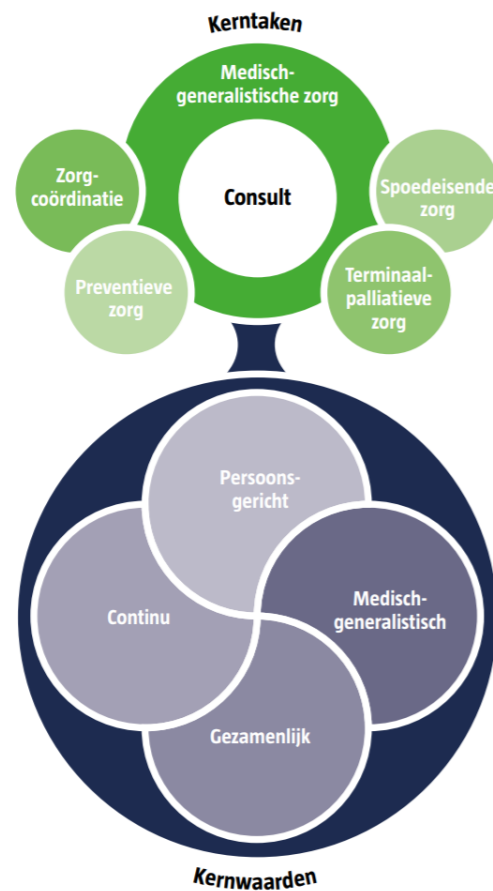 Kerntaken
Medisch-
generalistische zorg
Zorg-
coördinatie
Consult
Spoedeisende
zorg
Preventieve
zorg
Terminaal-
palliatieve
zorg
Persoons-
gericht
Medisch-
generalistisch
Continu
Gezamenlijk
Kernwaarden